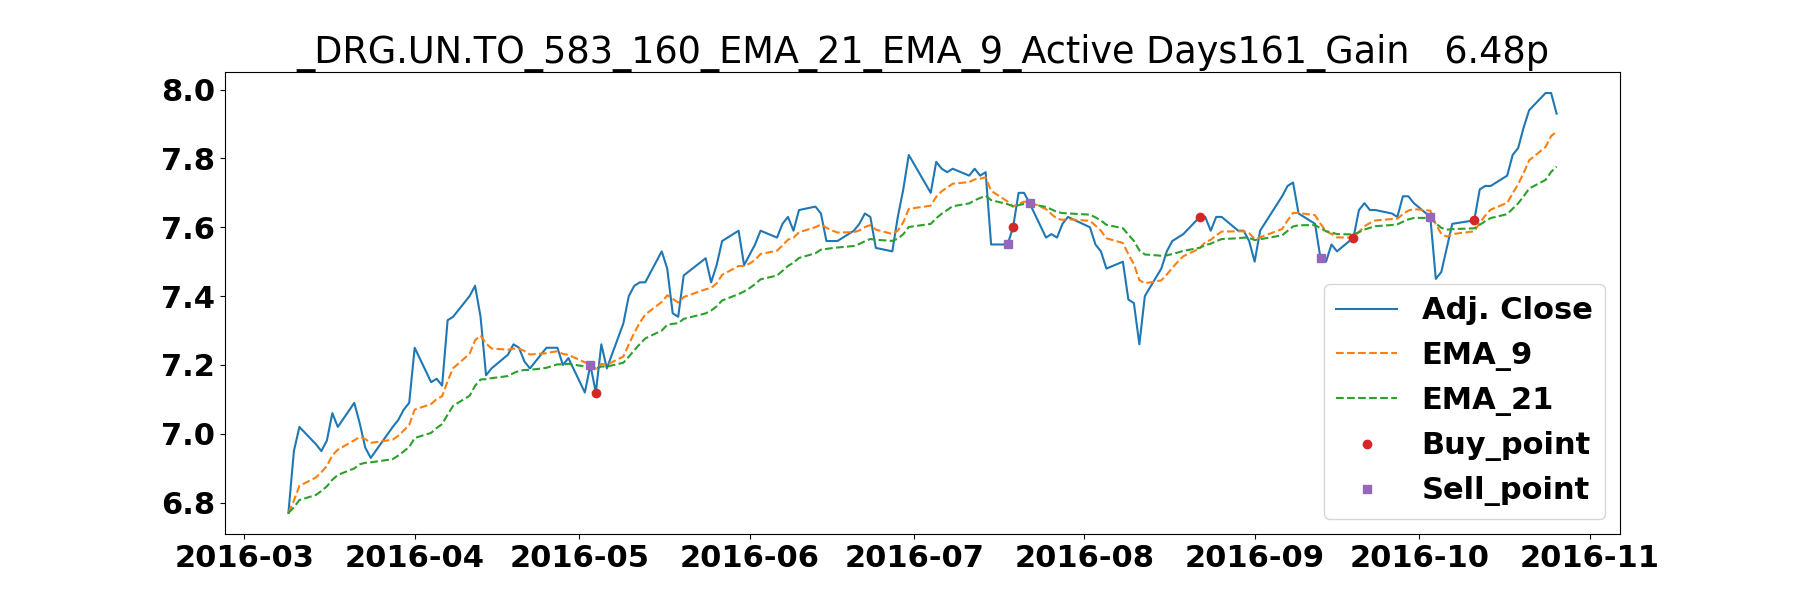 _DRG.UN.TO_583_160_EMA_21_EMA_9_Active Days161_Gain   6.48p
8.0
7.8
7.6
7.4
7.2
7.0
6.8
Adj. Close
EMA_9
EMA_21
Buy_point
Sell_point
2016-03 2016-04 2016-05 2016-06 2016-07 2016-08 2016-09 2016-10 2016-11